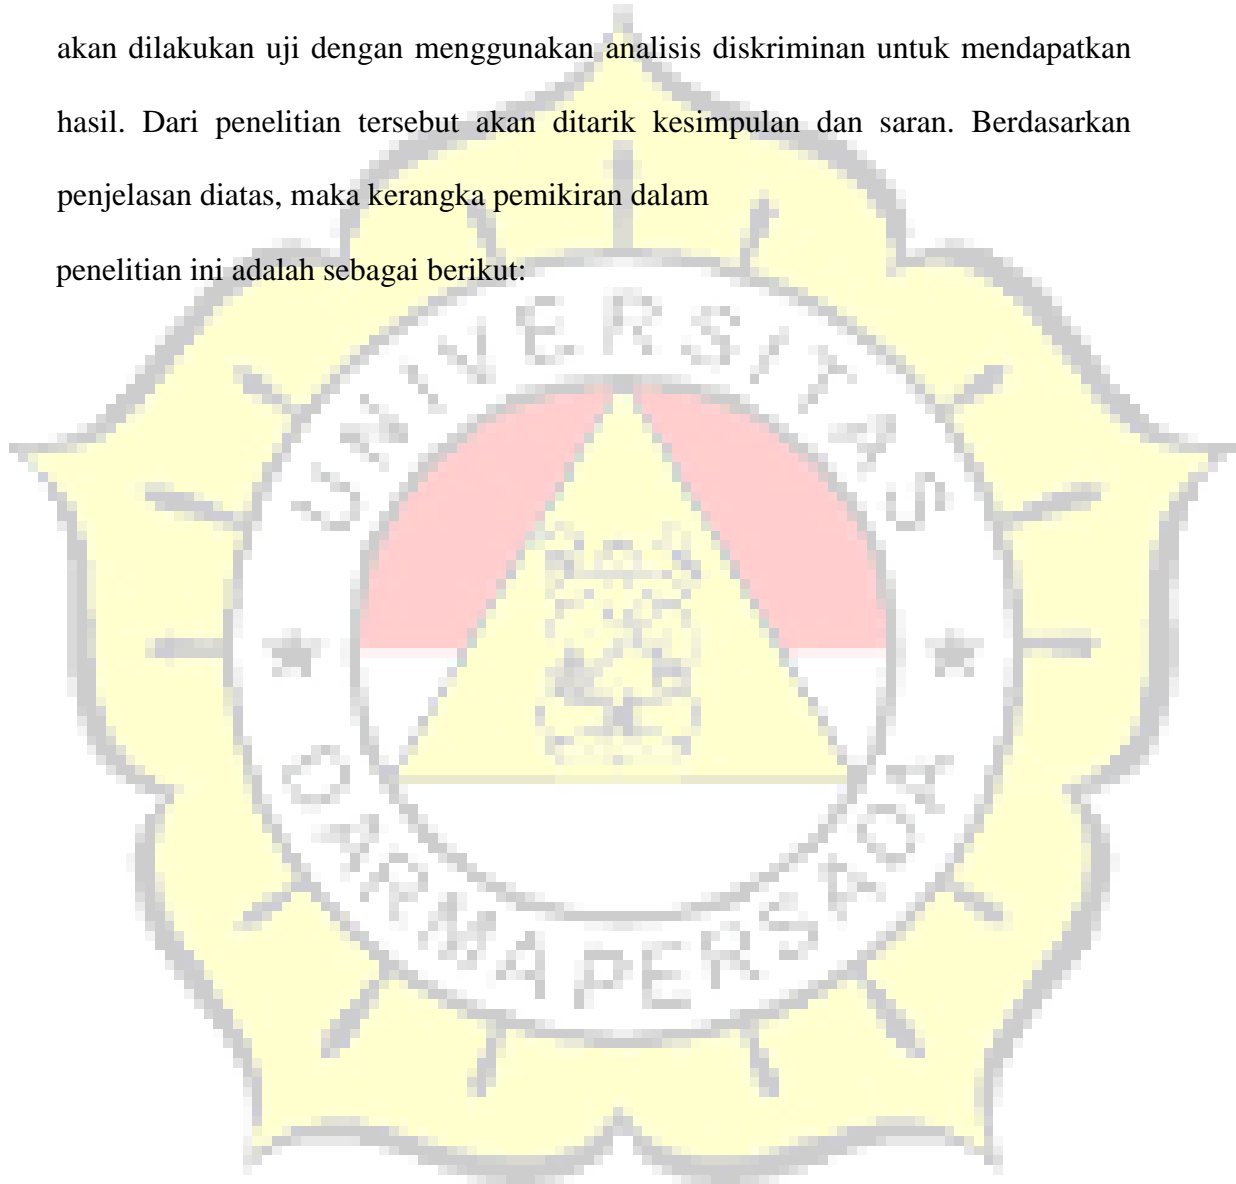 akan dilakukan uji dengan menggunakan analisis diskriminan untuk mendapatkan
hasil. Dari penelitian tersebut akan ditarik kesimpulan dan saran. Berdasarkan
penjelasan diatas, maka kerangka pemikiran dalam
penelitian ini adalah sebagai berikut:
UNIVERSITAS
DARMA PERSADA